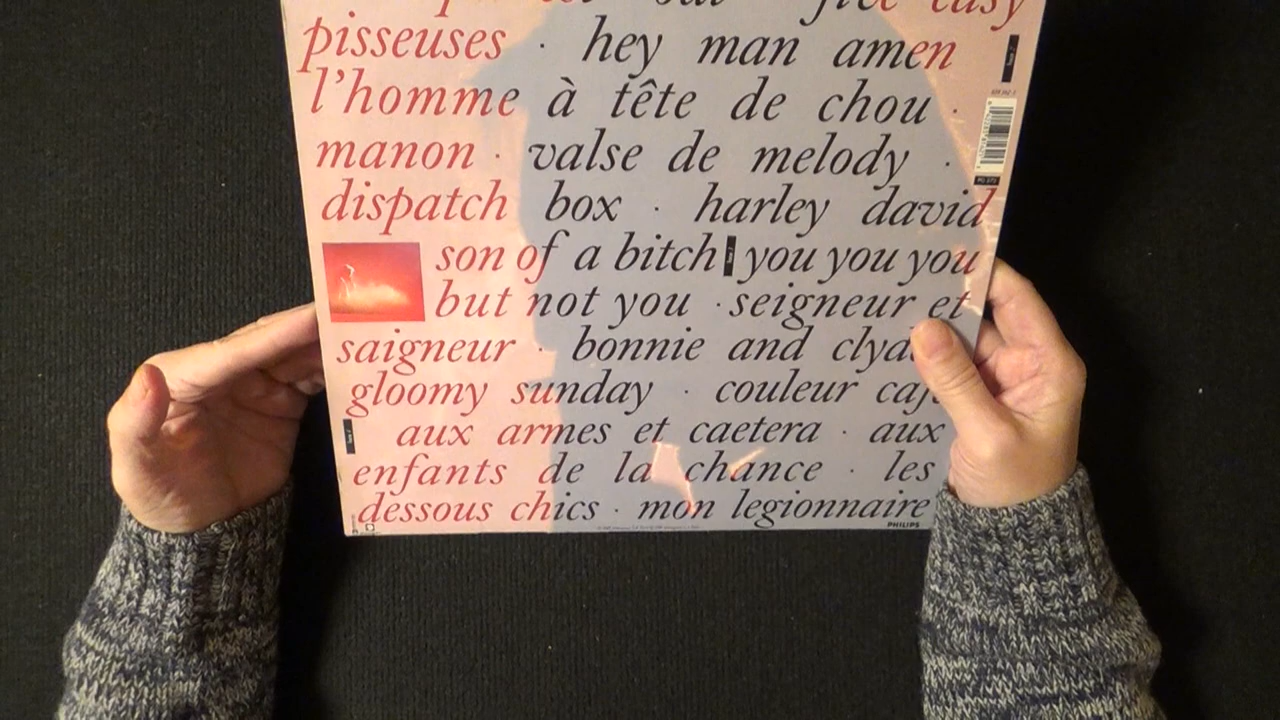 five easy
pisseuses · hey man amen
l'homme à tête de chou ·
manon · valse de melody ·
dispatch box · harley david
son of a bitch you you you
but not you · seigneur et
saigneur · bonnie and
gloomy sunday · couleur
aux armes et caetera · aux
enfants de la chance · les
dessous chics · mon legionnaire
PHILIPS